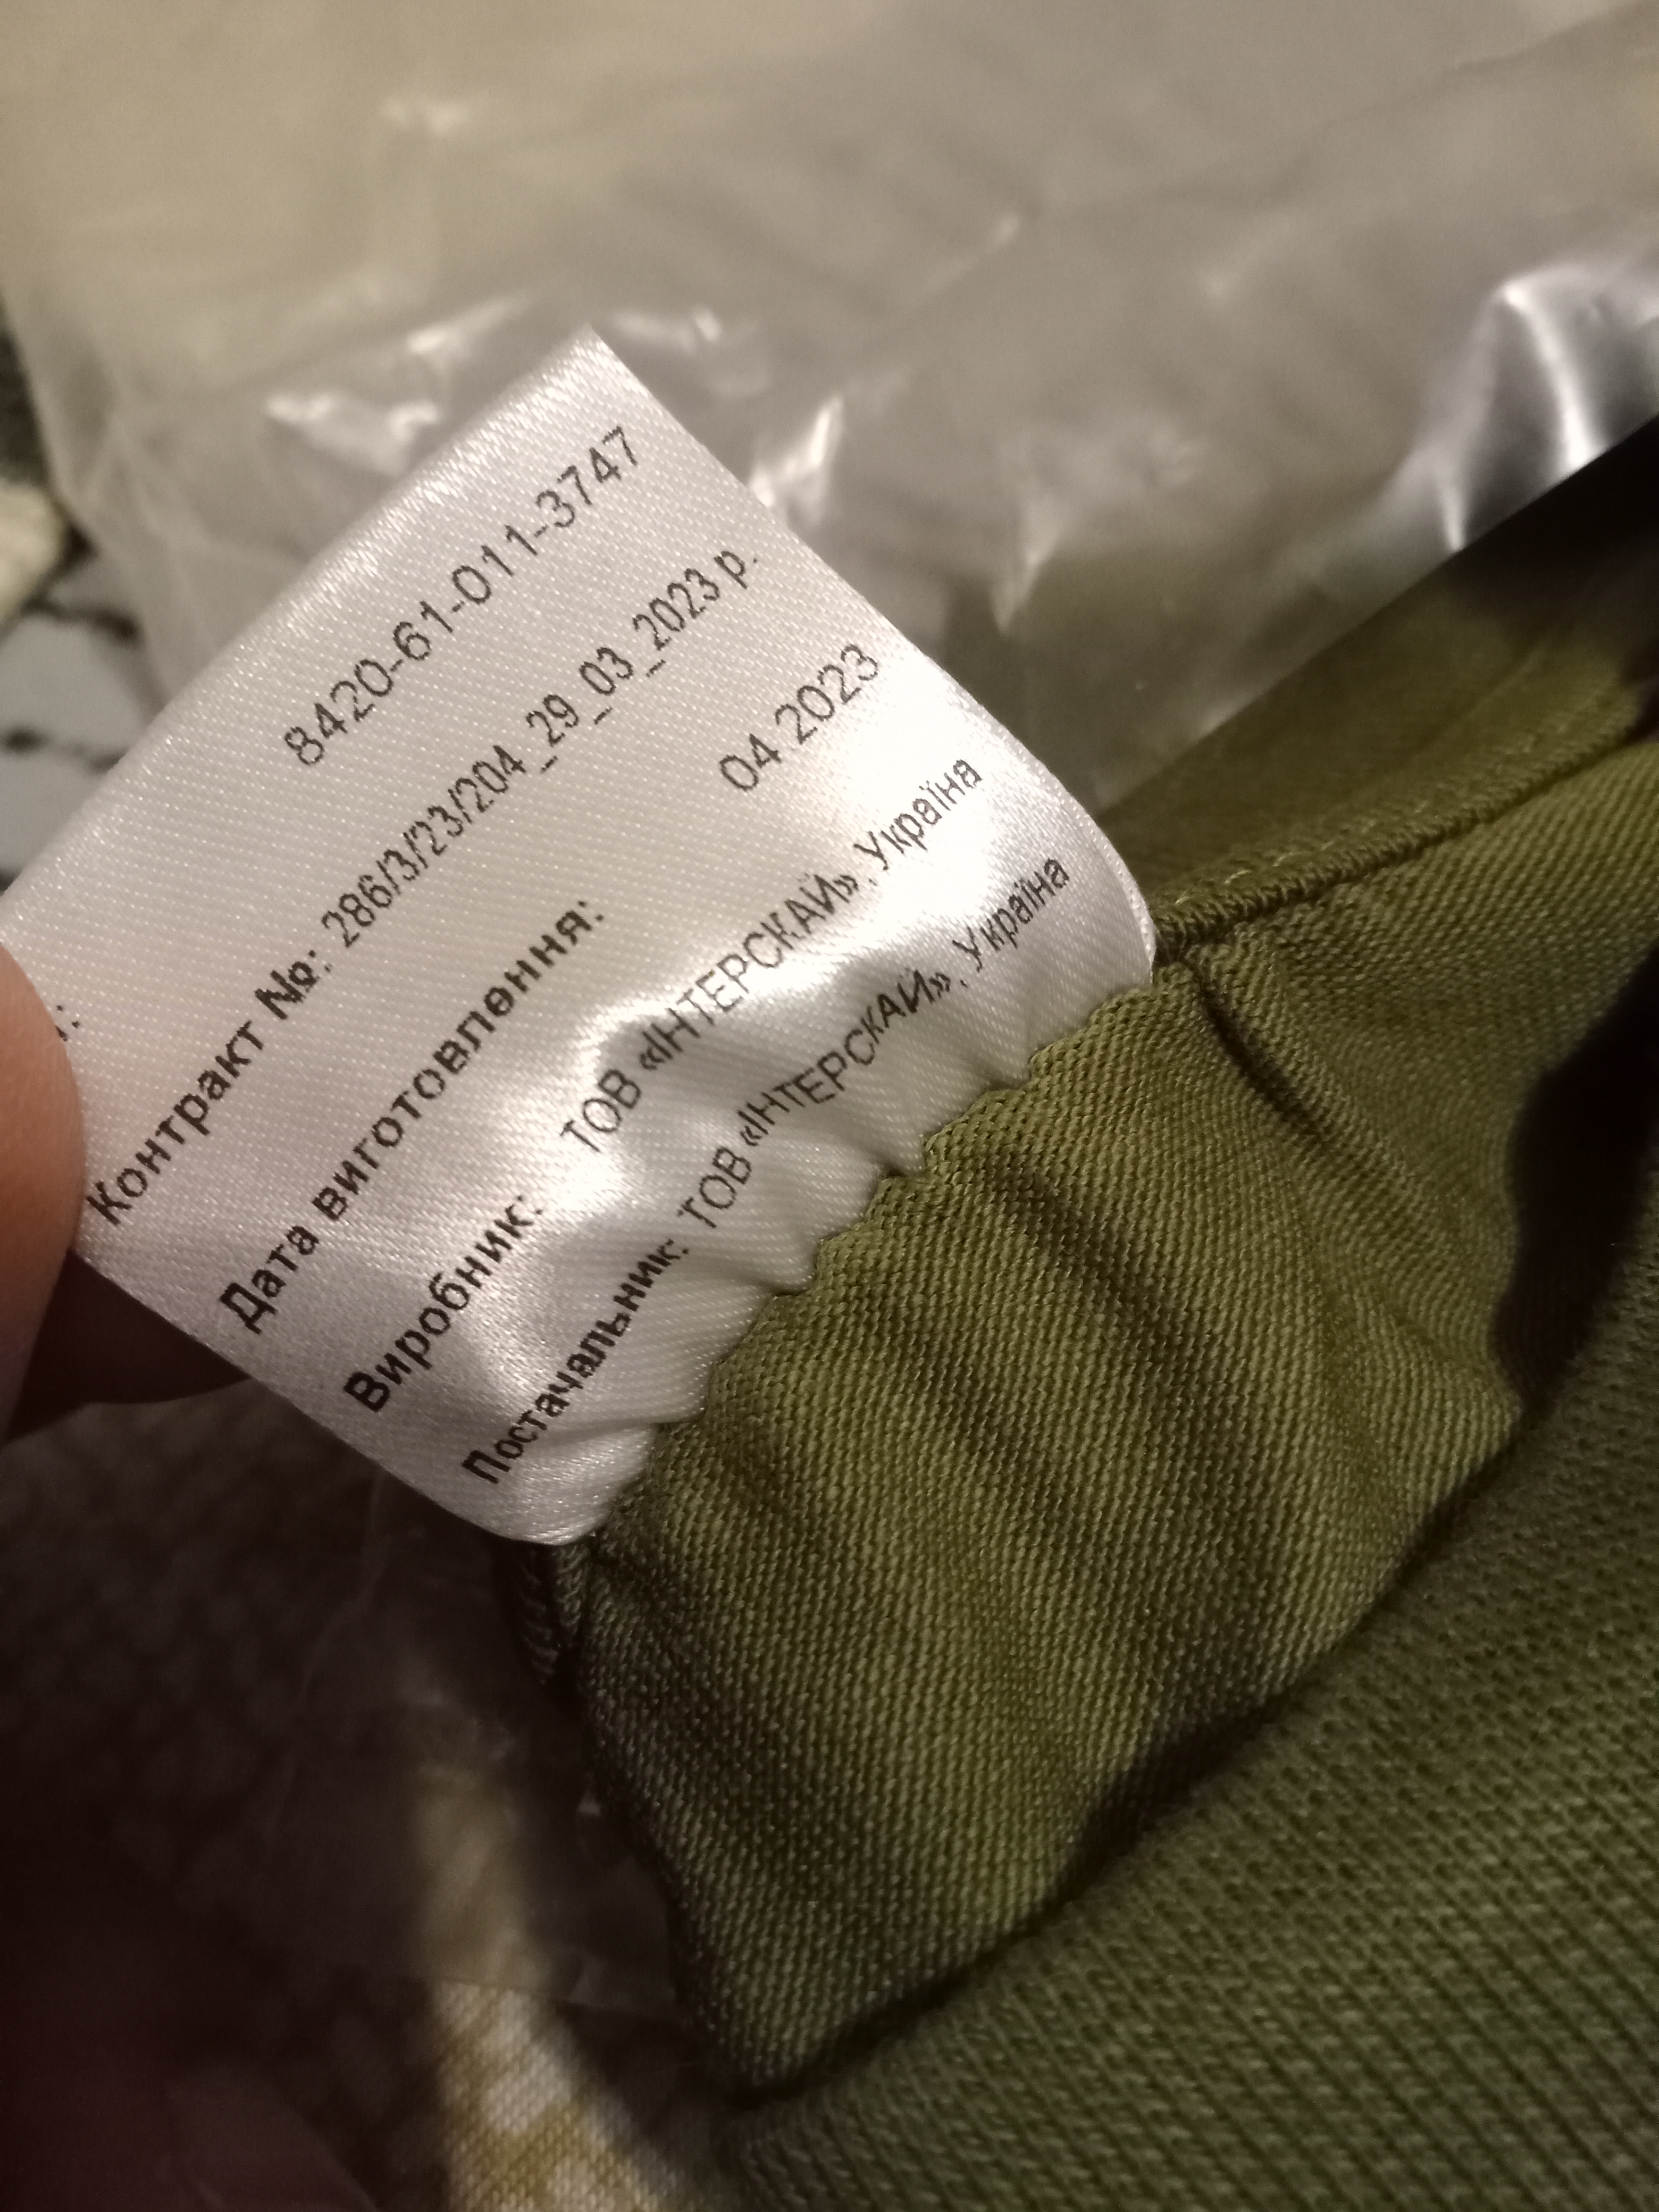 8420-61-011-3747
Контракт №: 286/3/23/204_29_03_2023 р.
Дата виготовлення: 04.2023
Виробник: ТОВ «ІНТЕРСКАЙ», Україна
Постачальник: ТОВ «ІНТЕРСКАЙ», Україна